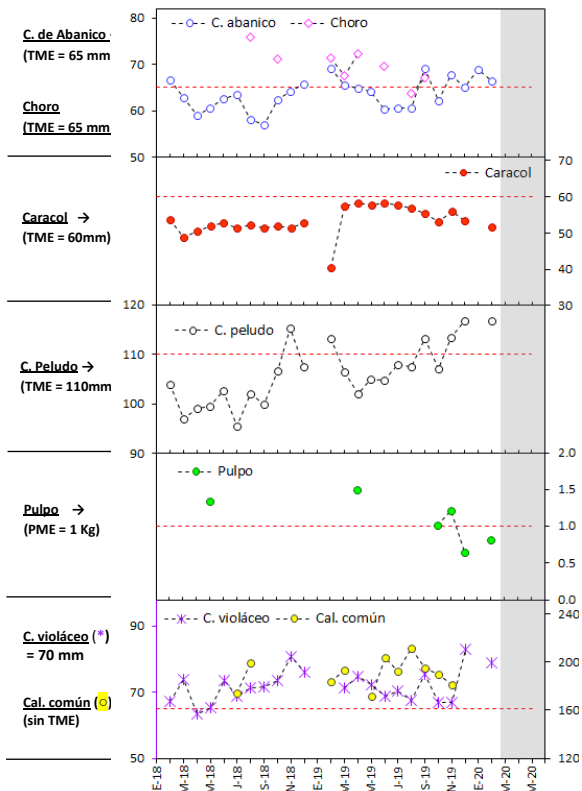 C. de Abanico
(TME = 65 mm
Choro
(TME = 65 mm
80
70
60
50
C. abanico
Choro
Caracol →
(TME = 60mm)
Caracol
70
60
50
40
30
C. Peludo →
(TME = 110mm
120
110
100
90
C. peludo
Pulpo →
(PME = 1 Kg)
Pulpo
2.0
1.5
1.0
0.5
0.0
C. violáceo (*)
= 70 mm
Cal. común (o)
(sin TME)
90
70
50
C. violáceo
Cal. común
240
200
160
120
E-18
M-18
M-18
J-18
S-18
N-18
E-19
M-19
M-19
J-19
S-19
N-19
E-20
M-20
M-20